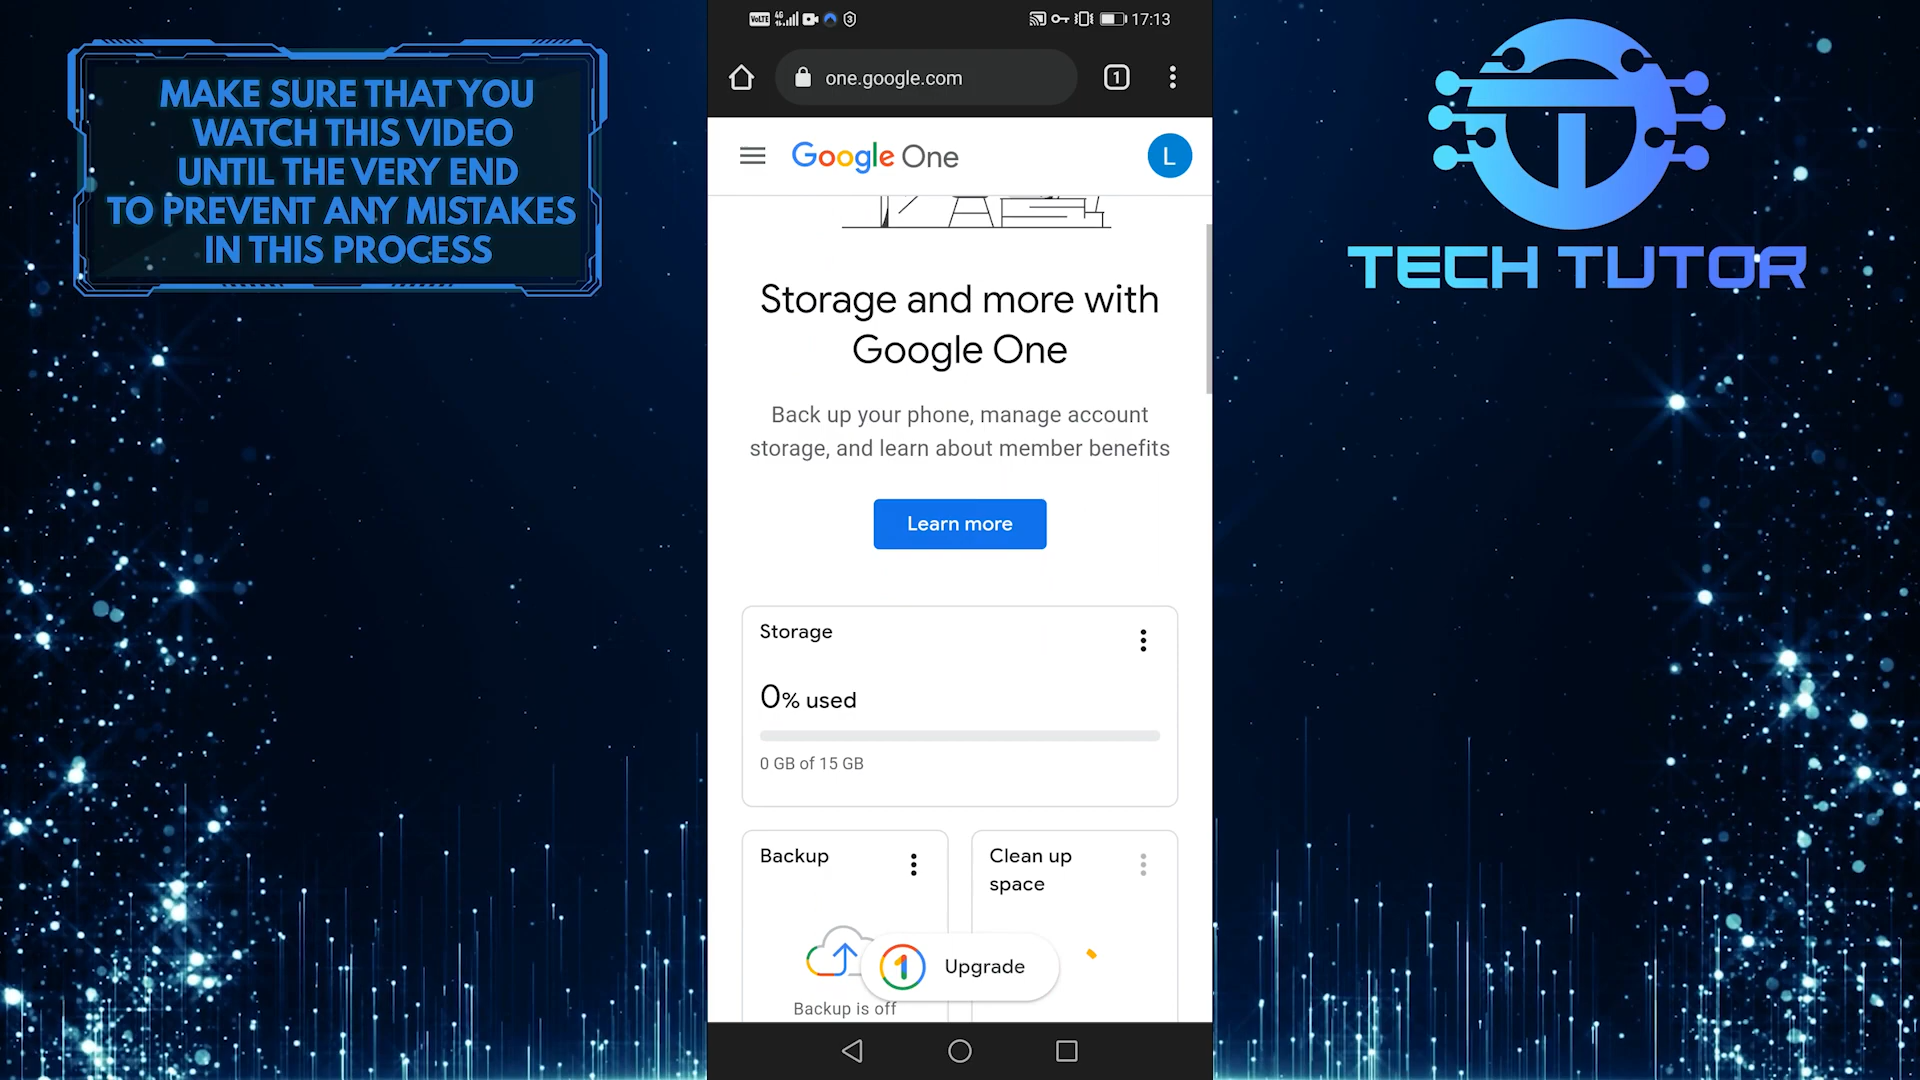 MAKE SURE THAT YOU
WATCH THIS VIDEO
UNTIL THE VERY END
TO PREVENT ANY MISTAKES
IN THIS PROCESS
VoLTE 4G 17:13
one.google.com
1
Google One
L
Storage and more with
Google One
Back up your phone, manage account
storage, and learn about member benefits
Learn more
Storage
0% used
0 GB of 15 GB
Backup
Clean up
space
1 Upgrade
Backup is off
TECH TUTOR